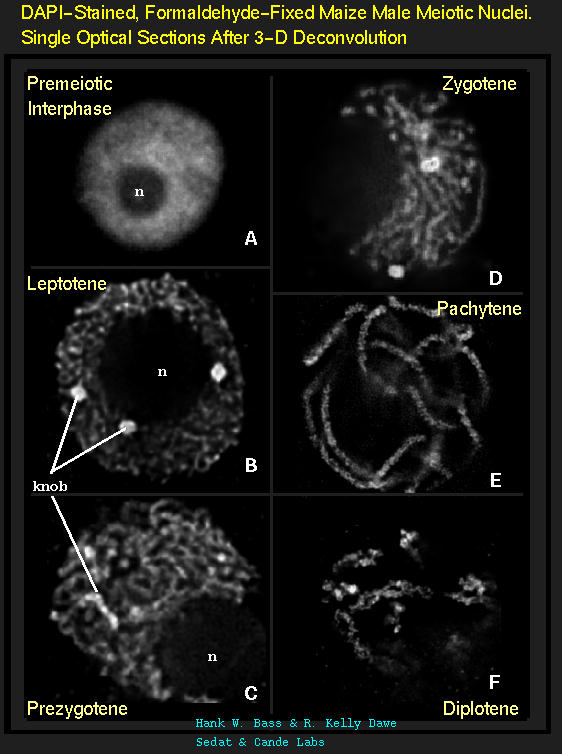 DAPI-Stained, Formaldehyde-Fixed Maize Male Meiotic Nuclei.
Single Optical Sections After 3-D Deconvolution
Premeiotic
Interphase
n
A
Leptotene
n
knob
B
n
C
Prezygotene
Zygotene
D
Pachytene
E
F
Diplotene
Hank W. Bass & R. Kelly Dawe
Sedat & Cande Labs